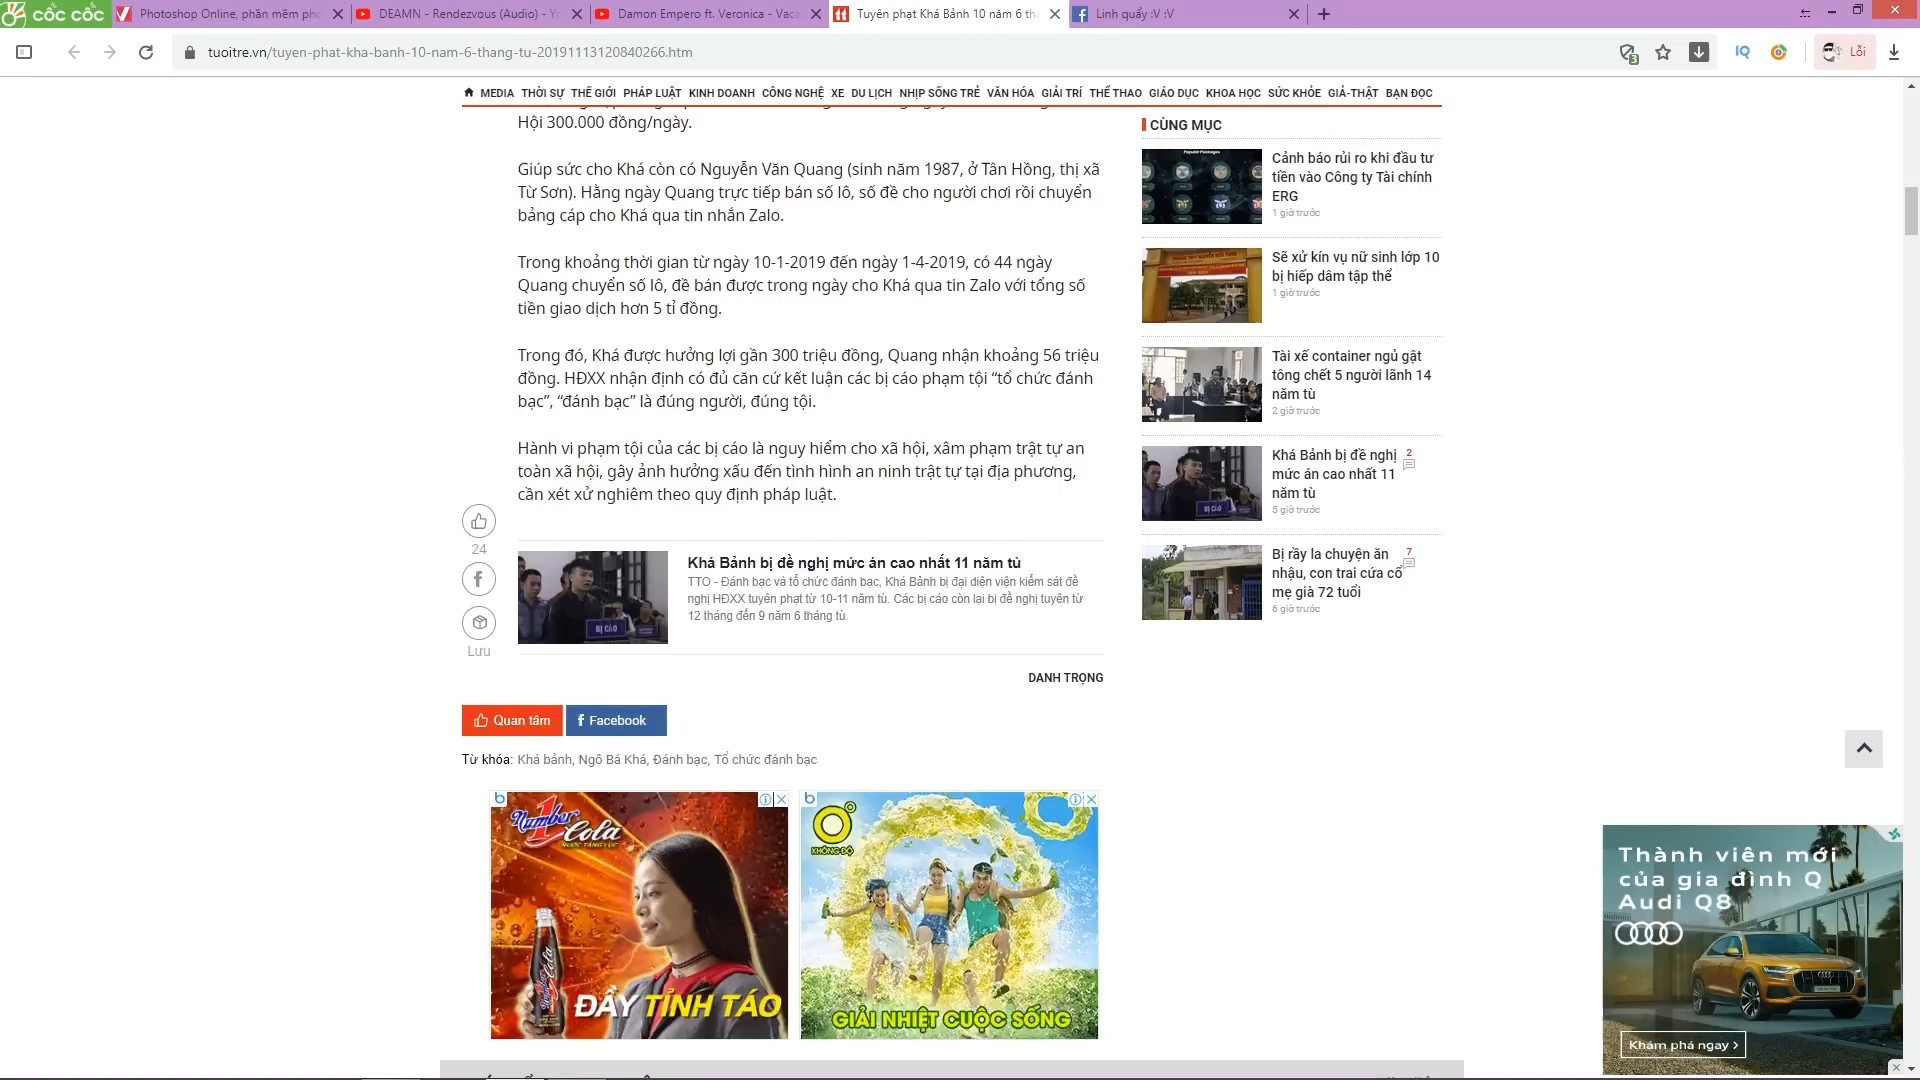 cốc cốc
Photoshop Online, phần mềm pho
DEAMN - Rendezvous (Audio) - Yo
Damon Empero ft. Veronica - Vaca
Tuyên phạt Khá Bảnh 10 năm 6 th
Linh quẩy :V :V
tuoitre.vn/tuyen-phat-kha-banh-10-nam-6-thang-tu-20191113120840266.htm
3
IQ
Lỗi
MEDIA THỜI SỰ THẾ GIỚI PHÁP LUẬT KINH DOANH CÔNG NGHỆ XE DU LỊCH NHỊP SỐNG TRẺ VĂN HÓA GIẢI TRÍ THỂ THAO GIÁO DỤC KHOA HỌC SỨC KHỎE GIẢ-THẬT BẠN ĐỌC
Hội 300.000 đồng/ngày.
Giúp sức cho Khá còn có Nguyễn Văn Quang (sinh năm 1987, ở Tân Hồng, thị xã
Từ Sơn). Hằng ngày Quang trực tiếp bán số lô, số đề cho người chơi rồi chuyển
bảng cáp cho Khá qua tin nhắn Zalo.
Trong khoảng thời gian từ ngày 10-1-2019 đến ngày 1-4-2019, có 44 ngày
Quang chuyển số lô, đề bán được trong ngày cho Khá qua tin Zalo với tổng số
tiền giao dịch hơn 5 tỉ đồng.
Trong đó, Khá được hưởng lợi gần 300 triệu đồng, Quang nhận khoảng 56 triệu
đồng. HĐXX nhận định có đủ căn cứ kết luận các bị cáo phạm tội “tổ chức đánh
bạc”, “đánh bạc” là đúng người, đúng tội.
Hành vi phạm tội của các bị cáo là nguy hiểm cho xã hội, xâm phạm trật tự an
toàn xã hội, gây ảnh hưởng xấu đến tình hình an ninh trật tự tại địa phương,
cần xét xử nghiêm theo quy định pháp luật.
24
Lưu
BỊ CÁO
Khá Bảnh bị đề nghị mức án cao nhất 11 năm tù
TTO - Đánh bạc và tổ chức đánh bạc, Khá Bảnh bị đại diện viện kiểm sát đề
nghị HĐXX tuyên phạt từ 10-11 năm tù. Các bị cáo còn lại bị đề nghị tuyên từ
12 tháng đến 9 năm 6 tháng tù.
DANH TRỌNG
Quan tâm
Facebook
Từ khóa: Khá bảnh, Ngô Bá Khá, Đánh bạc, Tổ chức đánh bạc
CÙNG MỤC
Popular Packages
Cảnh báo rủi ro khi đầu tư
tiền vào Công ty Tài chính
ERG
1 giờ trước
Sẽ xử kín vụ nữ sinh lớp 10
bị hiếp dâm tập thể
1 giờ trước
Tài xế container ngủ gật
tông chết 5 người lãnh 14
năm tù
2 giờ trước
BỊ CÁO
Khá Bảnh bị đề nghị
mức án cao nhất 11
năm tù
2
5 giờ trước
Bị rầy la chuyện ăn
nhậu, con trai cứa cổ
mẹ già 72 tuổi
7
6 giờ trước
Number 1 Cola
NƯỚC TĂNG LỰC
Number 1 Cola
ĐẦY TỈNH TÁO
KHÔNG ĐỘ
GIẢI NHIỆT CUỘC SỐNG
Thành viên mới
của gia đình Q
Audi Q8
Khám phá ngay >